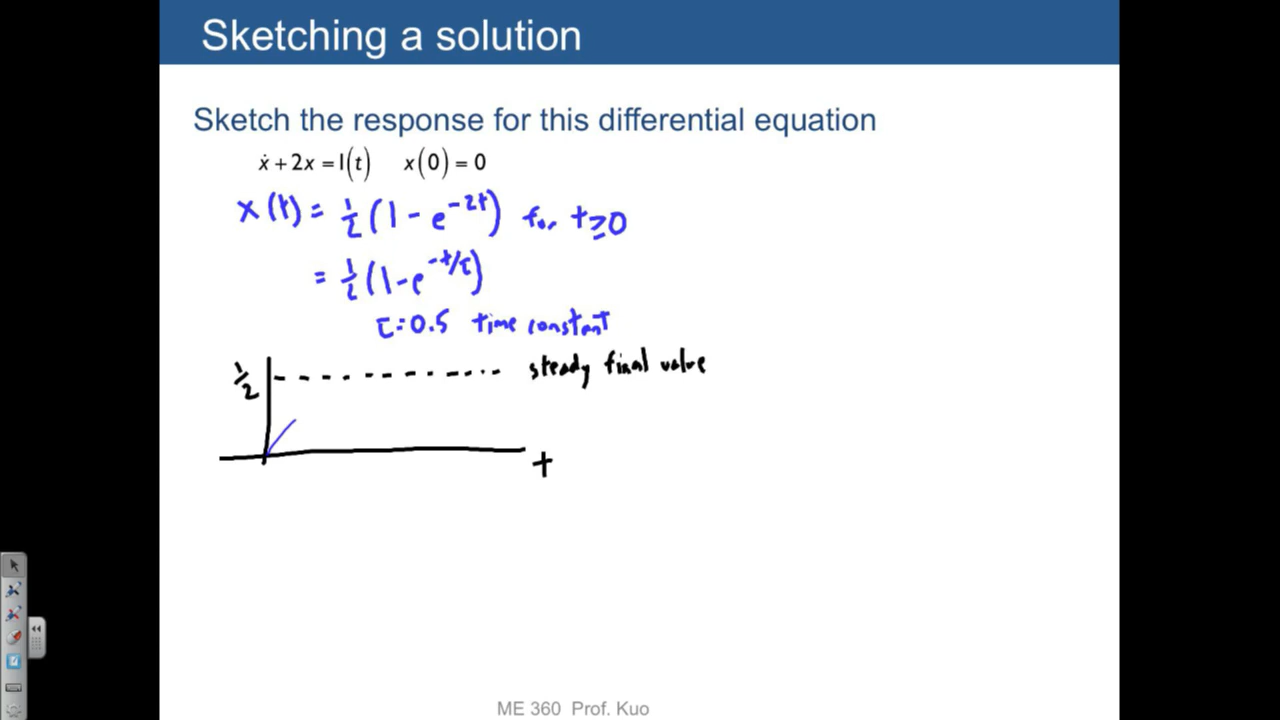 Sketching a solution
Sketch the response for this differential equation
ẋ + 2x = 1(t)    x(0) = 0
x(t) = ½(1 - e^{-2t}) for t ≥ 0
= ½(1 - e^{-t/τ})
τ = 0.5 time constant
½ steady final value
t
ME 360 Prof. Kuo